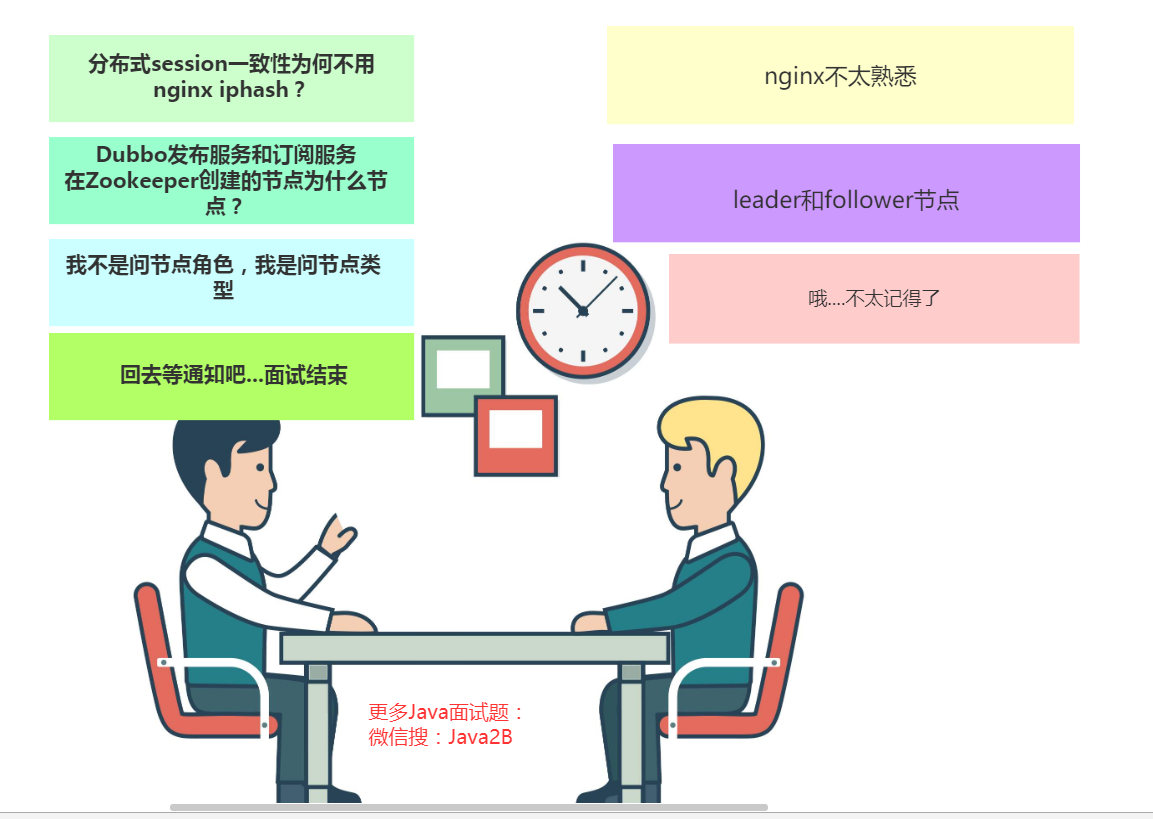 分布式session一致性为何不用
nginx iphash？
nginx不太熟悉
Dubbo发布服务和订阅服务
在Zookeeper创建的节点为什么节
点？
leader和follower节点
我不是问节点角色，我是问节点类
型
哦....不太记得了
回去等通知吧...面试结束
更多Java面试题：
微信搜：Java2B